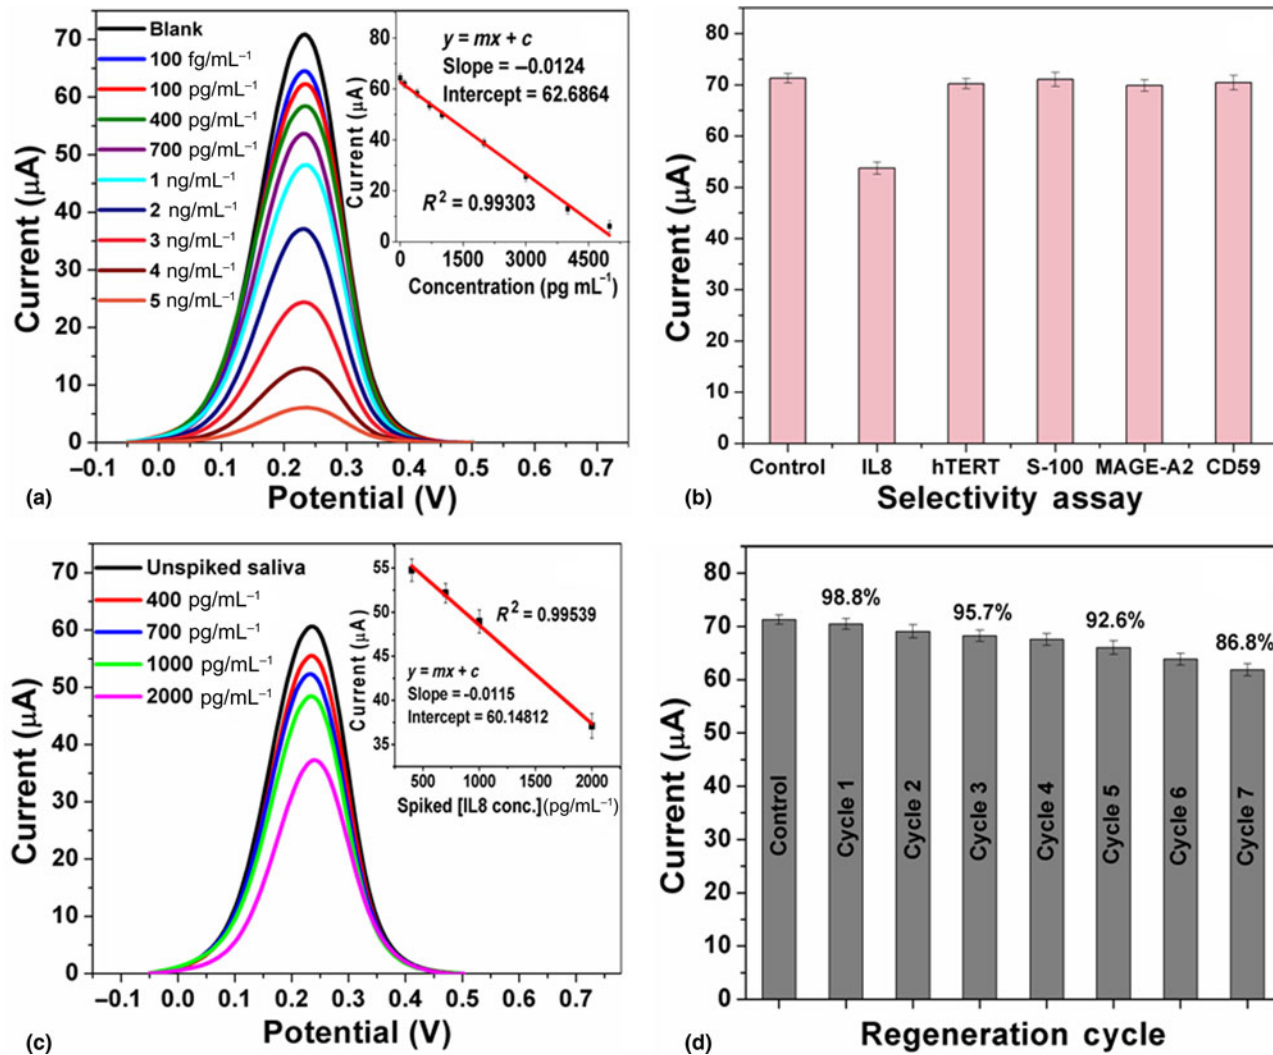 Blank
100 fg/mL⁻¹
100 pg/mL⁻¹
400 pg/mL⁻¹
700 pg/mL⁻¹
1 ng/mL⁻¹
2 ng/mL⁻¹
3 ng/mL⁻¹
4 ng/mL⁻¹
5 ng/mL⁻¹
70
60
50
40
30
20
10
0
Current (μA)
–0.1 0.0 0.1 0.2 0.3 0.4 0.5 0.6 0.7
Potential (V)
(a)
y = mx + c
Slope = –0.0124
Intercept = 62.6864
R² = 0.99303
80
60
40
20
0
Current (μA)
0 1500 3000 4500
Concentration (pg mL⁻¹)
80
70
60
50
40
30
20
10
0
Current (μA)
Control IL8 hTERT S-100 MAGE-A2 CD59
Selectivity assay
(b)
Unspiked saliva
400 pg/mL⁻¹
700 pg/mL⁻¹
1000 pg/mL⁻¹
2000 pg/mL⁻¹
70
60
50
40
30
20
10
0
Current (μA)
–0.1 0.0 0.1 0.2 0.3 0.4 0.5 0.6 0.7
Potential (V)
(c)
R² = 0.99539
y = mx + c
Slope = -0.0115
Intercept = 60.14812
55
50
45
40
35
Current (μA)
500 1000 1500 2000
Spiked [IL8 conc.] (pg/mL⁻¹)
80
70
60
50
40
30
20
10
0
Current (μA)
98.8%
95.7%
92.6%
86.8%
Control
Cycle 1
Cycle 2
Cycle 3
Cycle 4
Cycle 5
Cycle 6
Cycle 7
Regeneration cycle
(d)